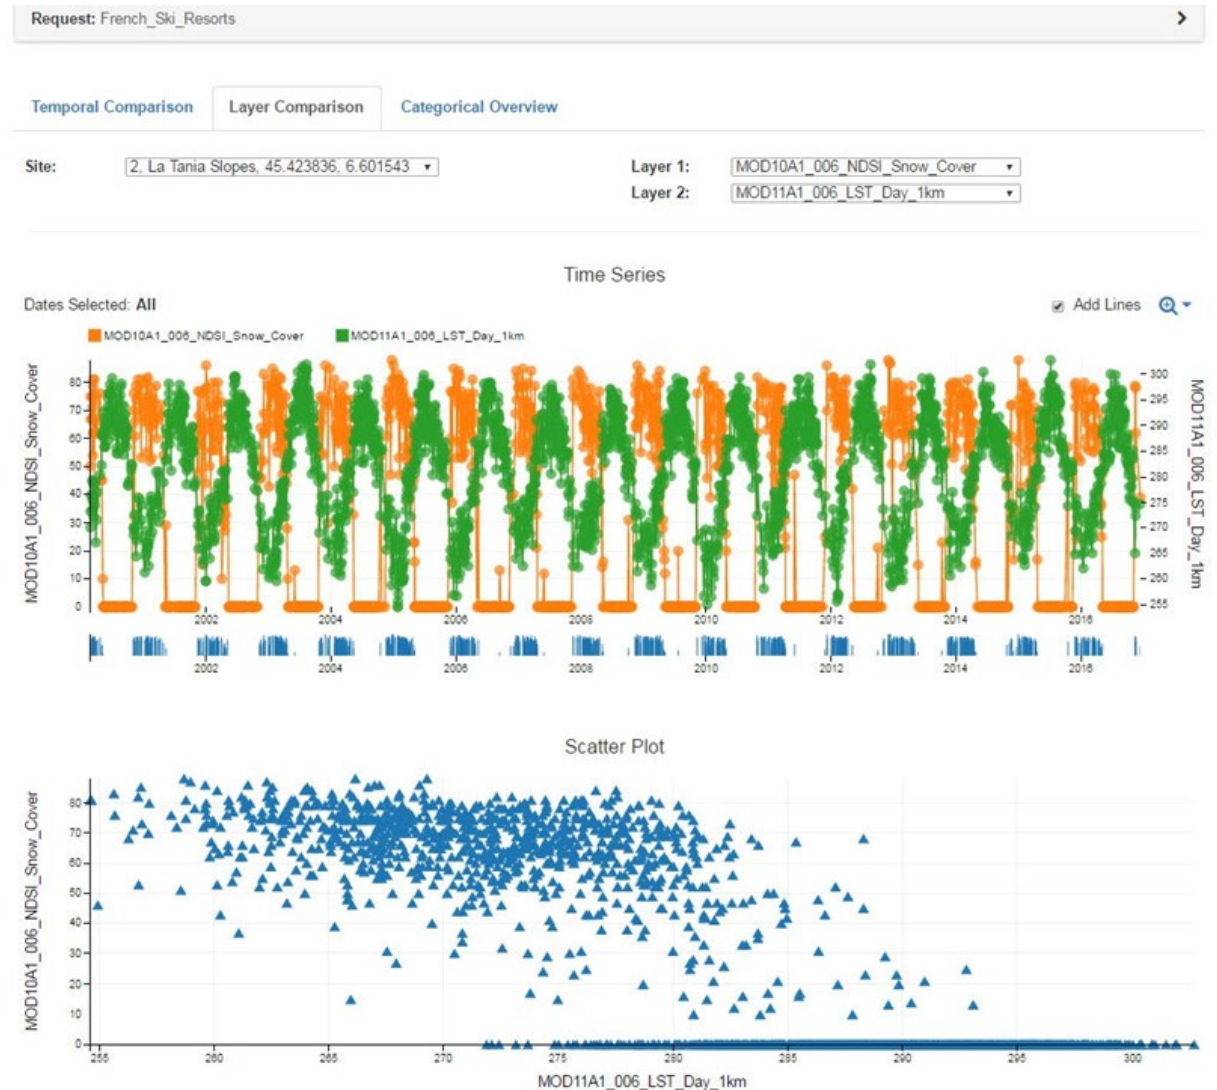 Request: French_Ski_Resorts
Temporal Comparison Layer Comparison Categorical Overview
Site: 2, La Tania Slopes, 45.423836, 6.601543 Layer 1: MOD10A1_006_NDSI_Snow_Cover
Layer 2: MOD11A1_006_LST_Day_1km
Time Series
Dates Selected: All Add Lines
MOD10A1_006_NDSI_Snow_Cover MOD11A1_006_LST_Day_1km
MOD10A1_006_NDSI_Snow_Cover
80
70
60
50
40
30
20
10
0
300
295
290
285
280
275
270
265
260
255
MOD11A1_006_LST_Day_1km
2002 2004 2006 2008 2010 2012 2014 2016
2002 2004 2006 2008 2010 2012 2014 2016
Scatter Plot
MOD10A1_006_NDSI_Snow_Cover
80
70
60
50
40
30
20
10
0
255 260 265 270 275 280 285 290 295 300
MOD11A1_006_LST_Day_1km